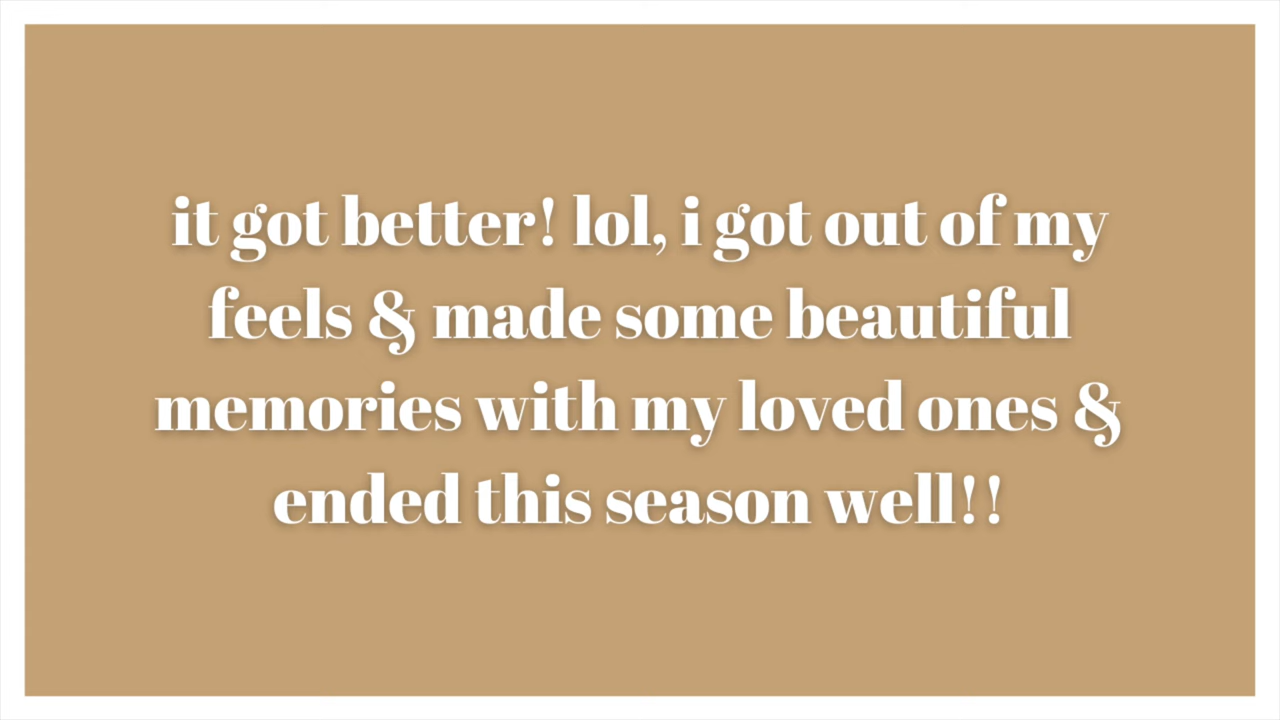 it got better! lol, i got out of my
feels & made some beautiful
memories with my loved ones &
ended this season well!!